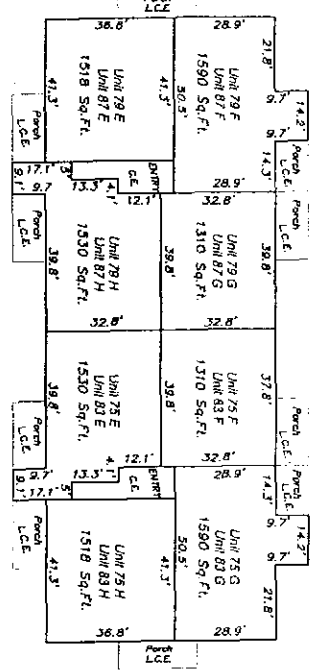 Porch
L.C.E.
36.8'
28.9'
21.8'
9.7'
14.2'
9.7'
14.3'
41.3'
Unit 79 E
Unit 87 E
1518 Sq.Ft.
41.3'
50.5'
Unit 79 F
Unit 87 F
1590 Sq.Ft.
28.9'
Porch
L.C.E.
9.1'
17.1'
9.7
13.3'
4.1'
12.1'
C.E.
ENTRY
32.8'
Porch
L.C.E.
39.8'
Unit 79 H
Unit 87 H
1530 Sq.Ft.
39.8'
Unit 79 G
Unit 87 G
1310 Sq.Ft.
39.8'
Porch
L.C.E.
32.8'
32.8'
39.8'
Unit 75 E
Unit 83 E
1530 Sq.Ft.
39.8'
Unit 75 F
Unit 83 F
1310 Sq.Ft.
37.8'
Porch
L.C.E.
Porch
L.C.E.
9.7'
9.1'
17.1'
5'
13.3'
4.1'
12.1'
C.E.
ENTRY
32.8'
28.9'
14.3'
9.7'
14.2'
9.7'
21.8'
Porch
L.C.E.
41.3'
Unit 75 H
Unit 83 H
1518 Sq.Ft.
41.3'
50.5'
Unit 75 G
Unit 83 G
1590 Sq.Ft.
Porch
L.C.E.
36.8'
28.9'
Porch
L.C.E.